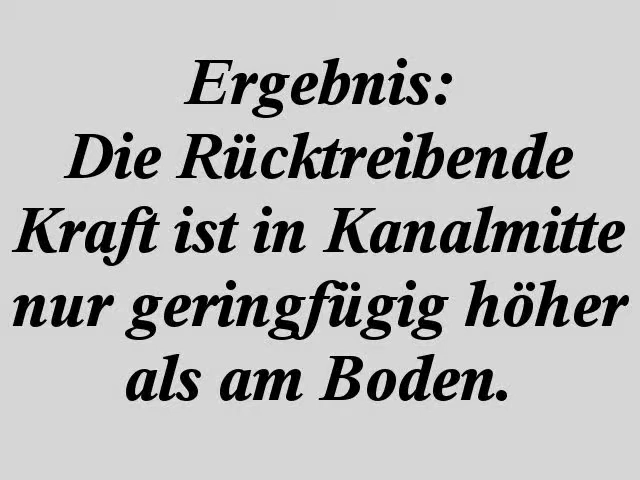 Ergebnis:
Die Rücktreibende
Kraft ist in Kanalmitte
nur geringfügig höher
als am Boden.